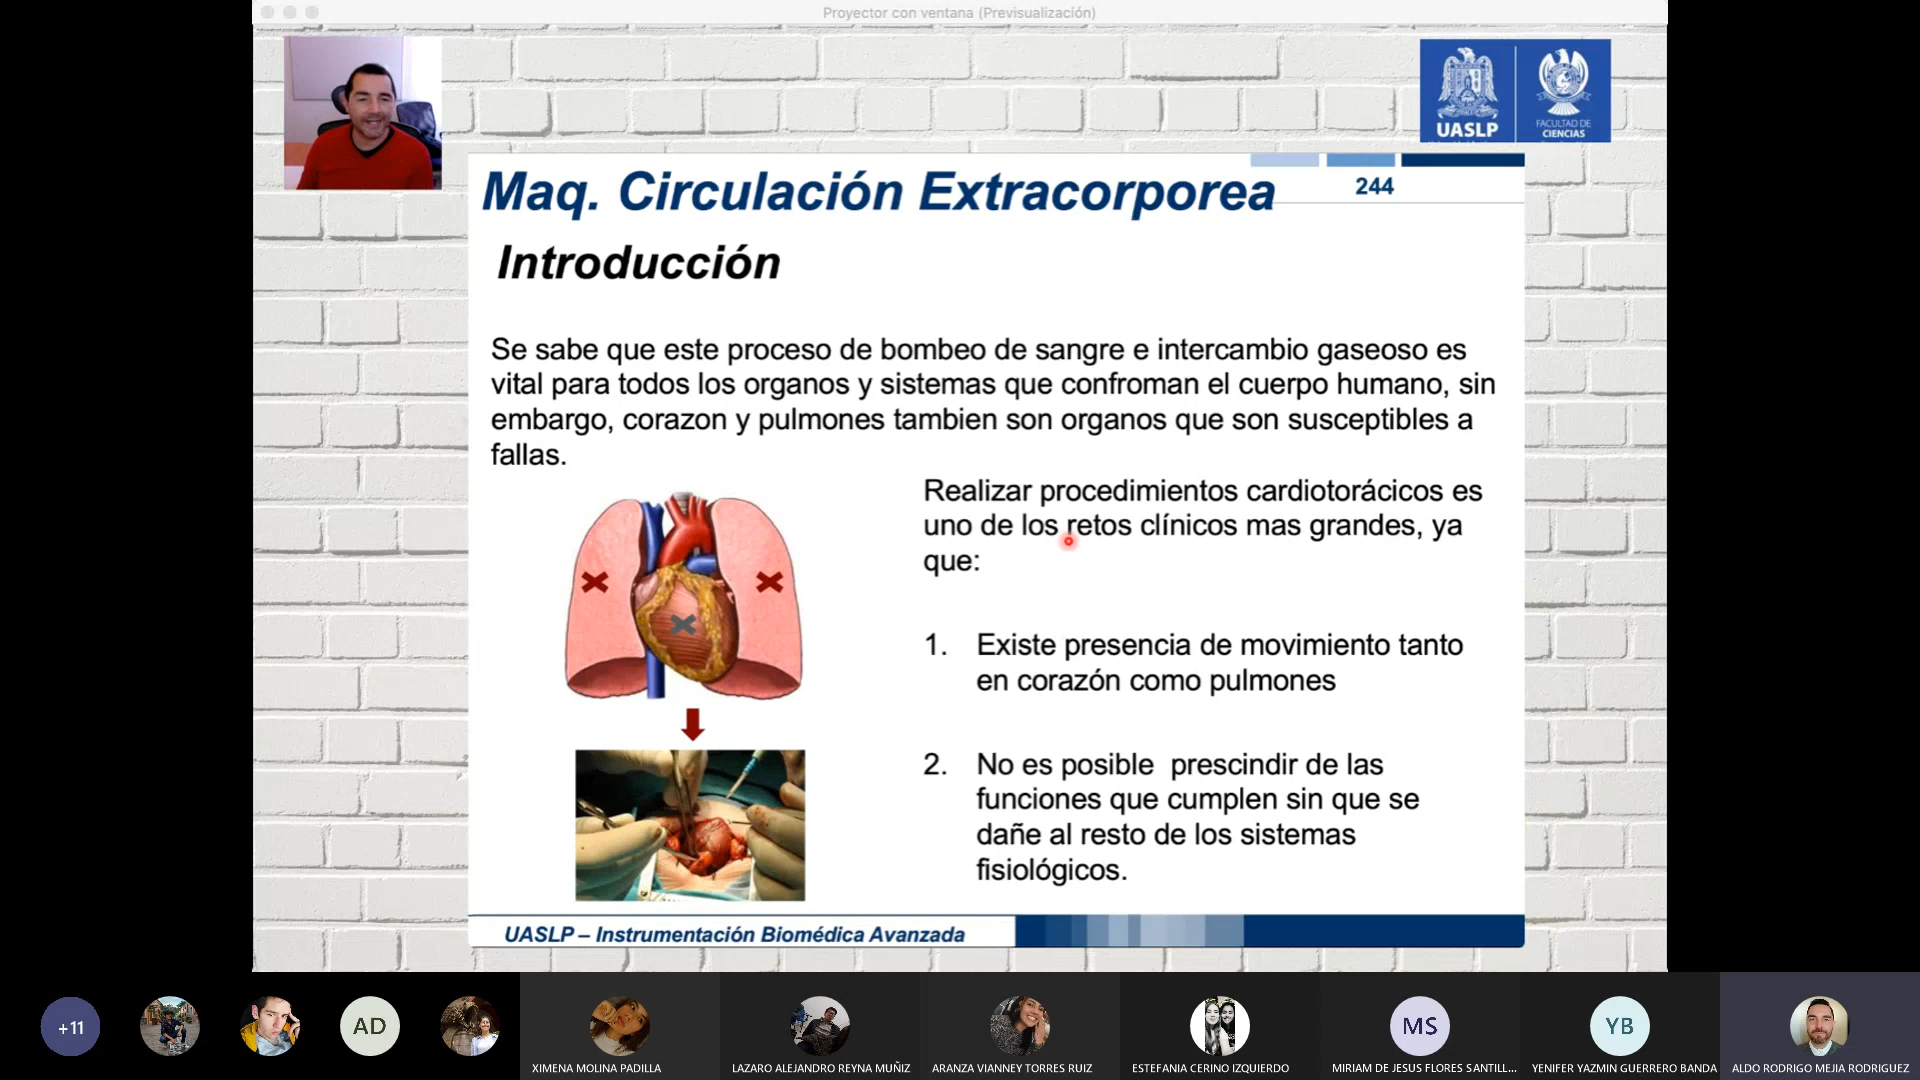 Proyector con ventana (Previsualización)
UASLP
FACULTAD DE
CIENCIAS
Maq. Circulación Extracorporea
244
Introducción
Se sabe que este proceso de bombeo de sangre e intercambio gaseoso es
vital para todos los organos y sistemas que confroman el cuerpo humano, sin
embargo, corazon y pulmones tambien son organos que son susceptibles a
fallas.
Realizar procedimientos cardiotorácicos es
uno de los retos clínicos mas grandes, ya
que:
1. Existe presencia de movimiento tanto
en corazón como pulmones
2. No es posible prescindir de las
funciones que cumplen sin que se
dañe al resto de los sistemas
fisiológicos.
UASLP – Instrumentación Biomédica Avanzada
+11
AD
MS
YB
XIMENA MOLINA PADILLA
LAZARO ALEJANDRO REYNA MUÑIZ
ARANZA VIANNEY TORRES RUIZ
ESTEFANIA CERINO IZQUIERDO
MIRIAM DE JESUS FLORES SANTILL...
YENIFER YAZMIN GUERRERO BANDA
ALDO RODRIGO MEJIA RODRIGUEZ